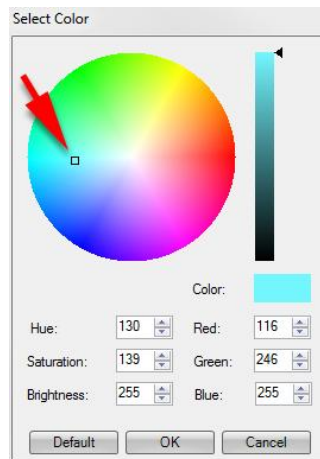 Select Color
Color:
Hue: 130 Red: 116
Saturation: 139 Green: 246
Brightness: 255 Blue: 255
Default OK Cancel